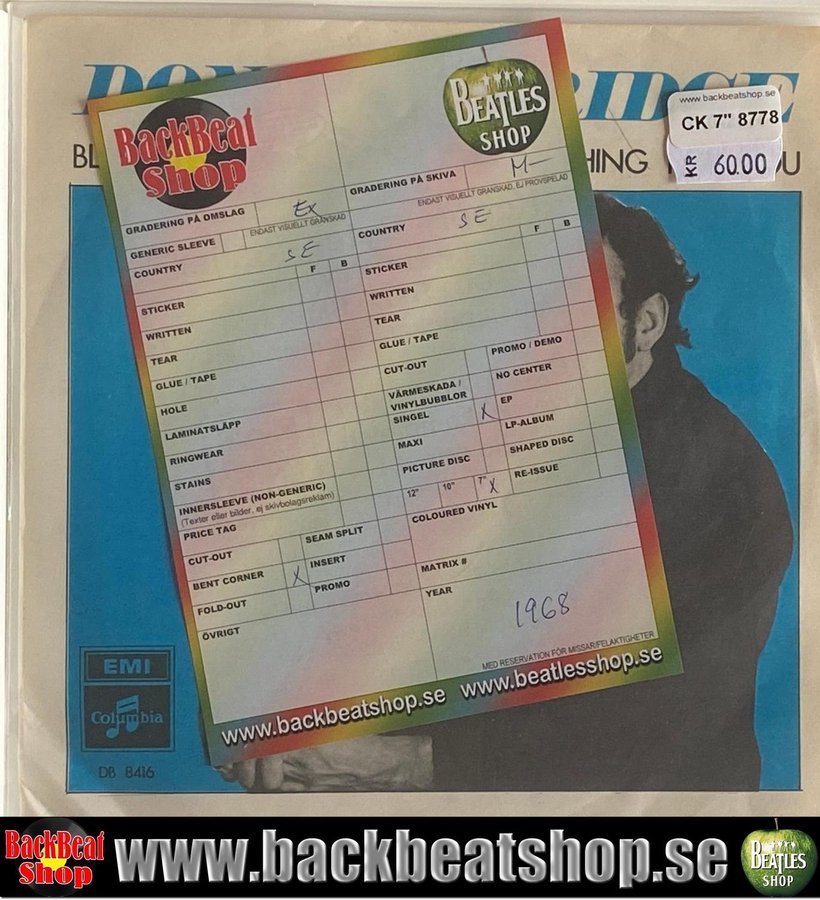 DON RIDGE
BL HING YOU
www.backbeatshop.se
CK 7" 8778
KR 60.00
BackBeat
Shop
BEATLES
SHOP
GRADERING PÅ OMSLAG Ex
ENDAST VISUELLT GRANSKAD
GENERIC SLEEVE
COUNTRY SE
F B
STICKER
WRITTEN
TEAR
GLUE / TAPE
HOLE
LAMINATSLÄPP
RINGWEAR
STAINS
INNERSLEEVE (NON-GENERIC)
(Texter eller bilder, ej skivbolagsreklam)
PRICE TAG
CUT-OUT SEAM SPLIT
BENT CORNER X INSERT
FOLD-OUT PROMO
ÖVRIGT
GRADERING PÅ SKIVA M-
ENDAST VISUELLT GRANSKAD, EJ PROVSPELAD
COUNTRY SE
F B
STICKER
WRITTEN
TEAR
GLUE / TAPE
CUT-OUT PROMO / DEMO
VÄRMESKADA /
VINYLBUBBLOR NO CENTER
SINGEL X EP
MAXI LP-ALBUM
PICTURE DISC SHAPED DISC
12" 10" 7" X RE-ISSUE
COLOURED VINYL
MATRIX #
YEAR
1968
MED RESERVATION FÖR MISSAR/FELAKTIGHETER
www.backbeatshop.se www.beatlesshop.se
EMI
Columbia
DB 8416
BackBeat
Shop
www.backbeatshop.se
BEATLES
SHOP